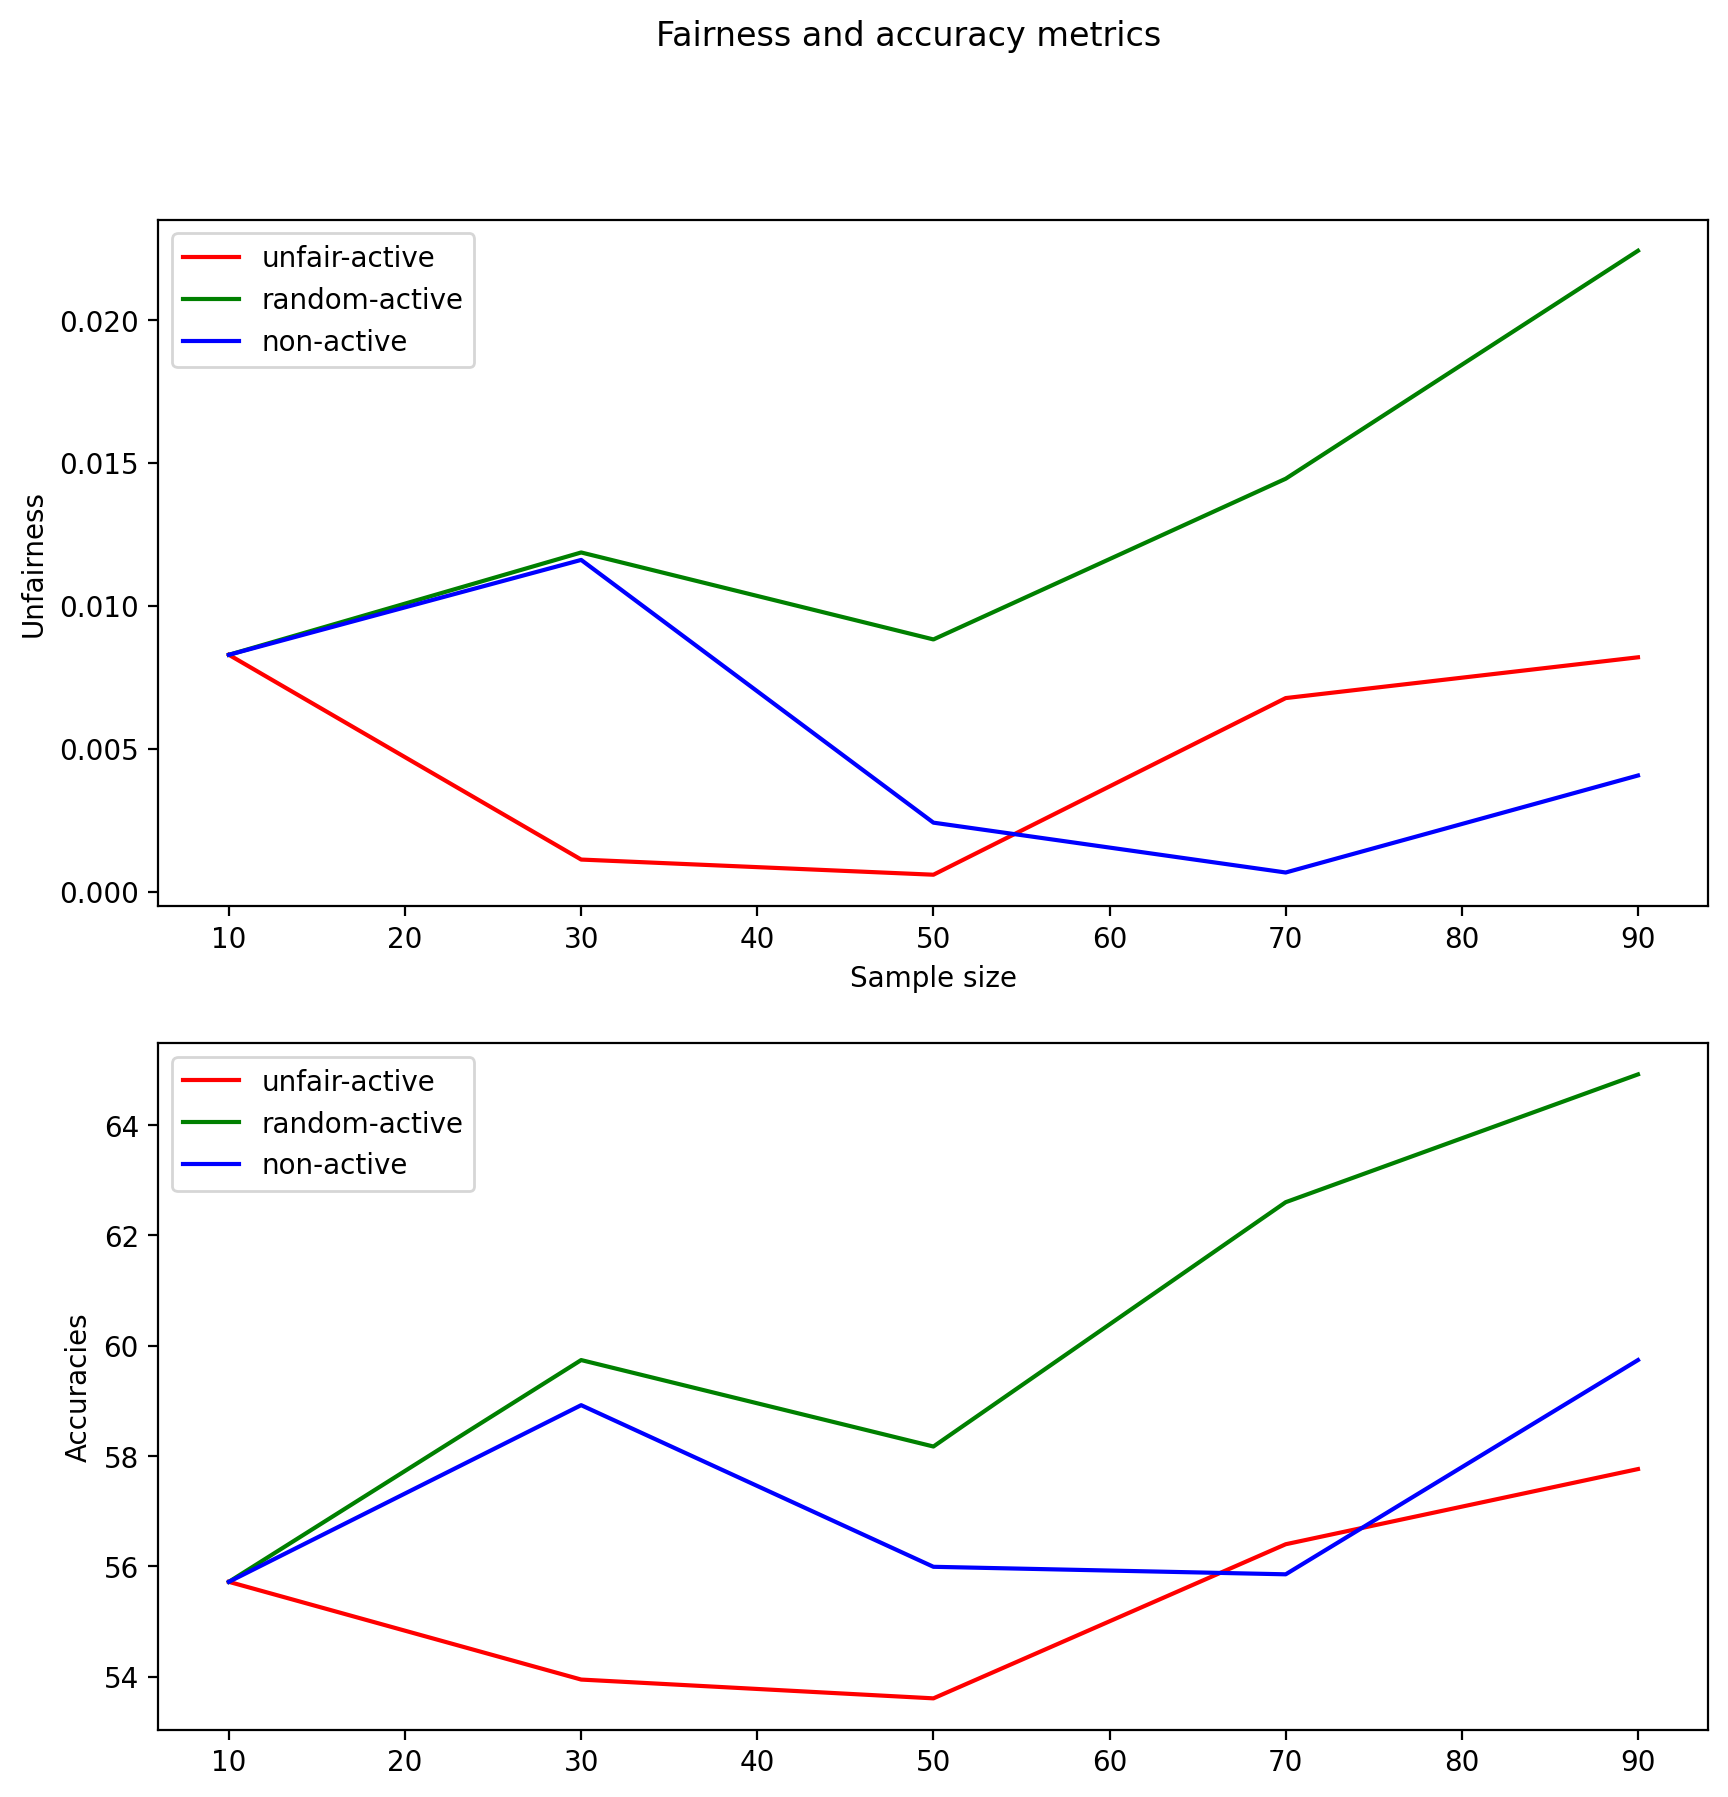 Fairness and accuracy metrics
unfair-active
random-active
non-active
0.020
0.015
0.010
0.005
0.000
Unfairness
10 20 30 40 50 60 70 80 90
Sample size
unfair-active
random-active
non-active
64
62
60
58
56
54
Accuracies
10 20 30 40 50 60 70 80 90